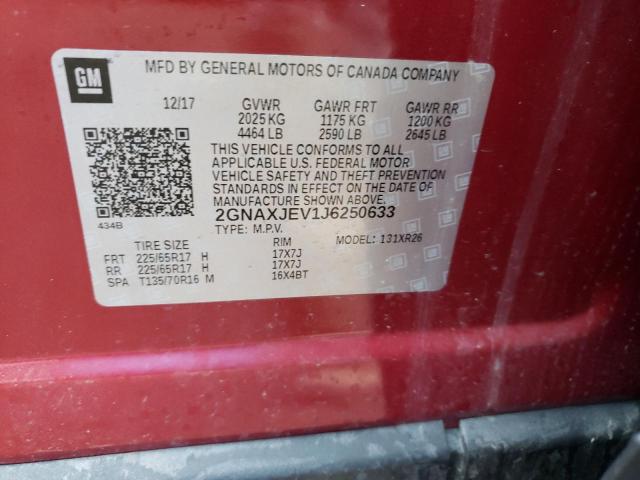 GM
MFD BY GENERAL MOTORS OF CANADA COMPANY
12/17 GVWR GAWR FRT GAWR RR
2025 KG 1175 KG 1200 KG
4464 LB 2590 LB 2645 LB
THIS VEHICLE CONFORMS TO ALL
APPLICABLE U.S. FEDERAL MOTOR
VEHICLE SAFETY AND THEFT PREVENTION
STANDARDS IN EFFECT ON THE DATE OF
MANUFACTURE SHOWN ABOVE.
434B 2GNAXJEV1J6250633
TYPE: M.P.V. MODEL: 131XR26
TIRE SIZE RIM
FRT 225/65R17 H 17X7J
RR 225/65R17 H 17X7J
SPA T135/70R16 M 16X4BT